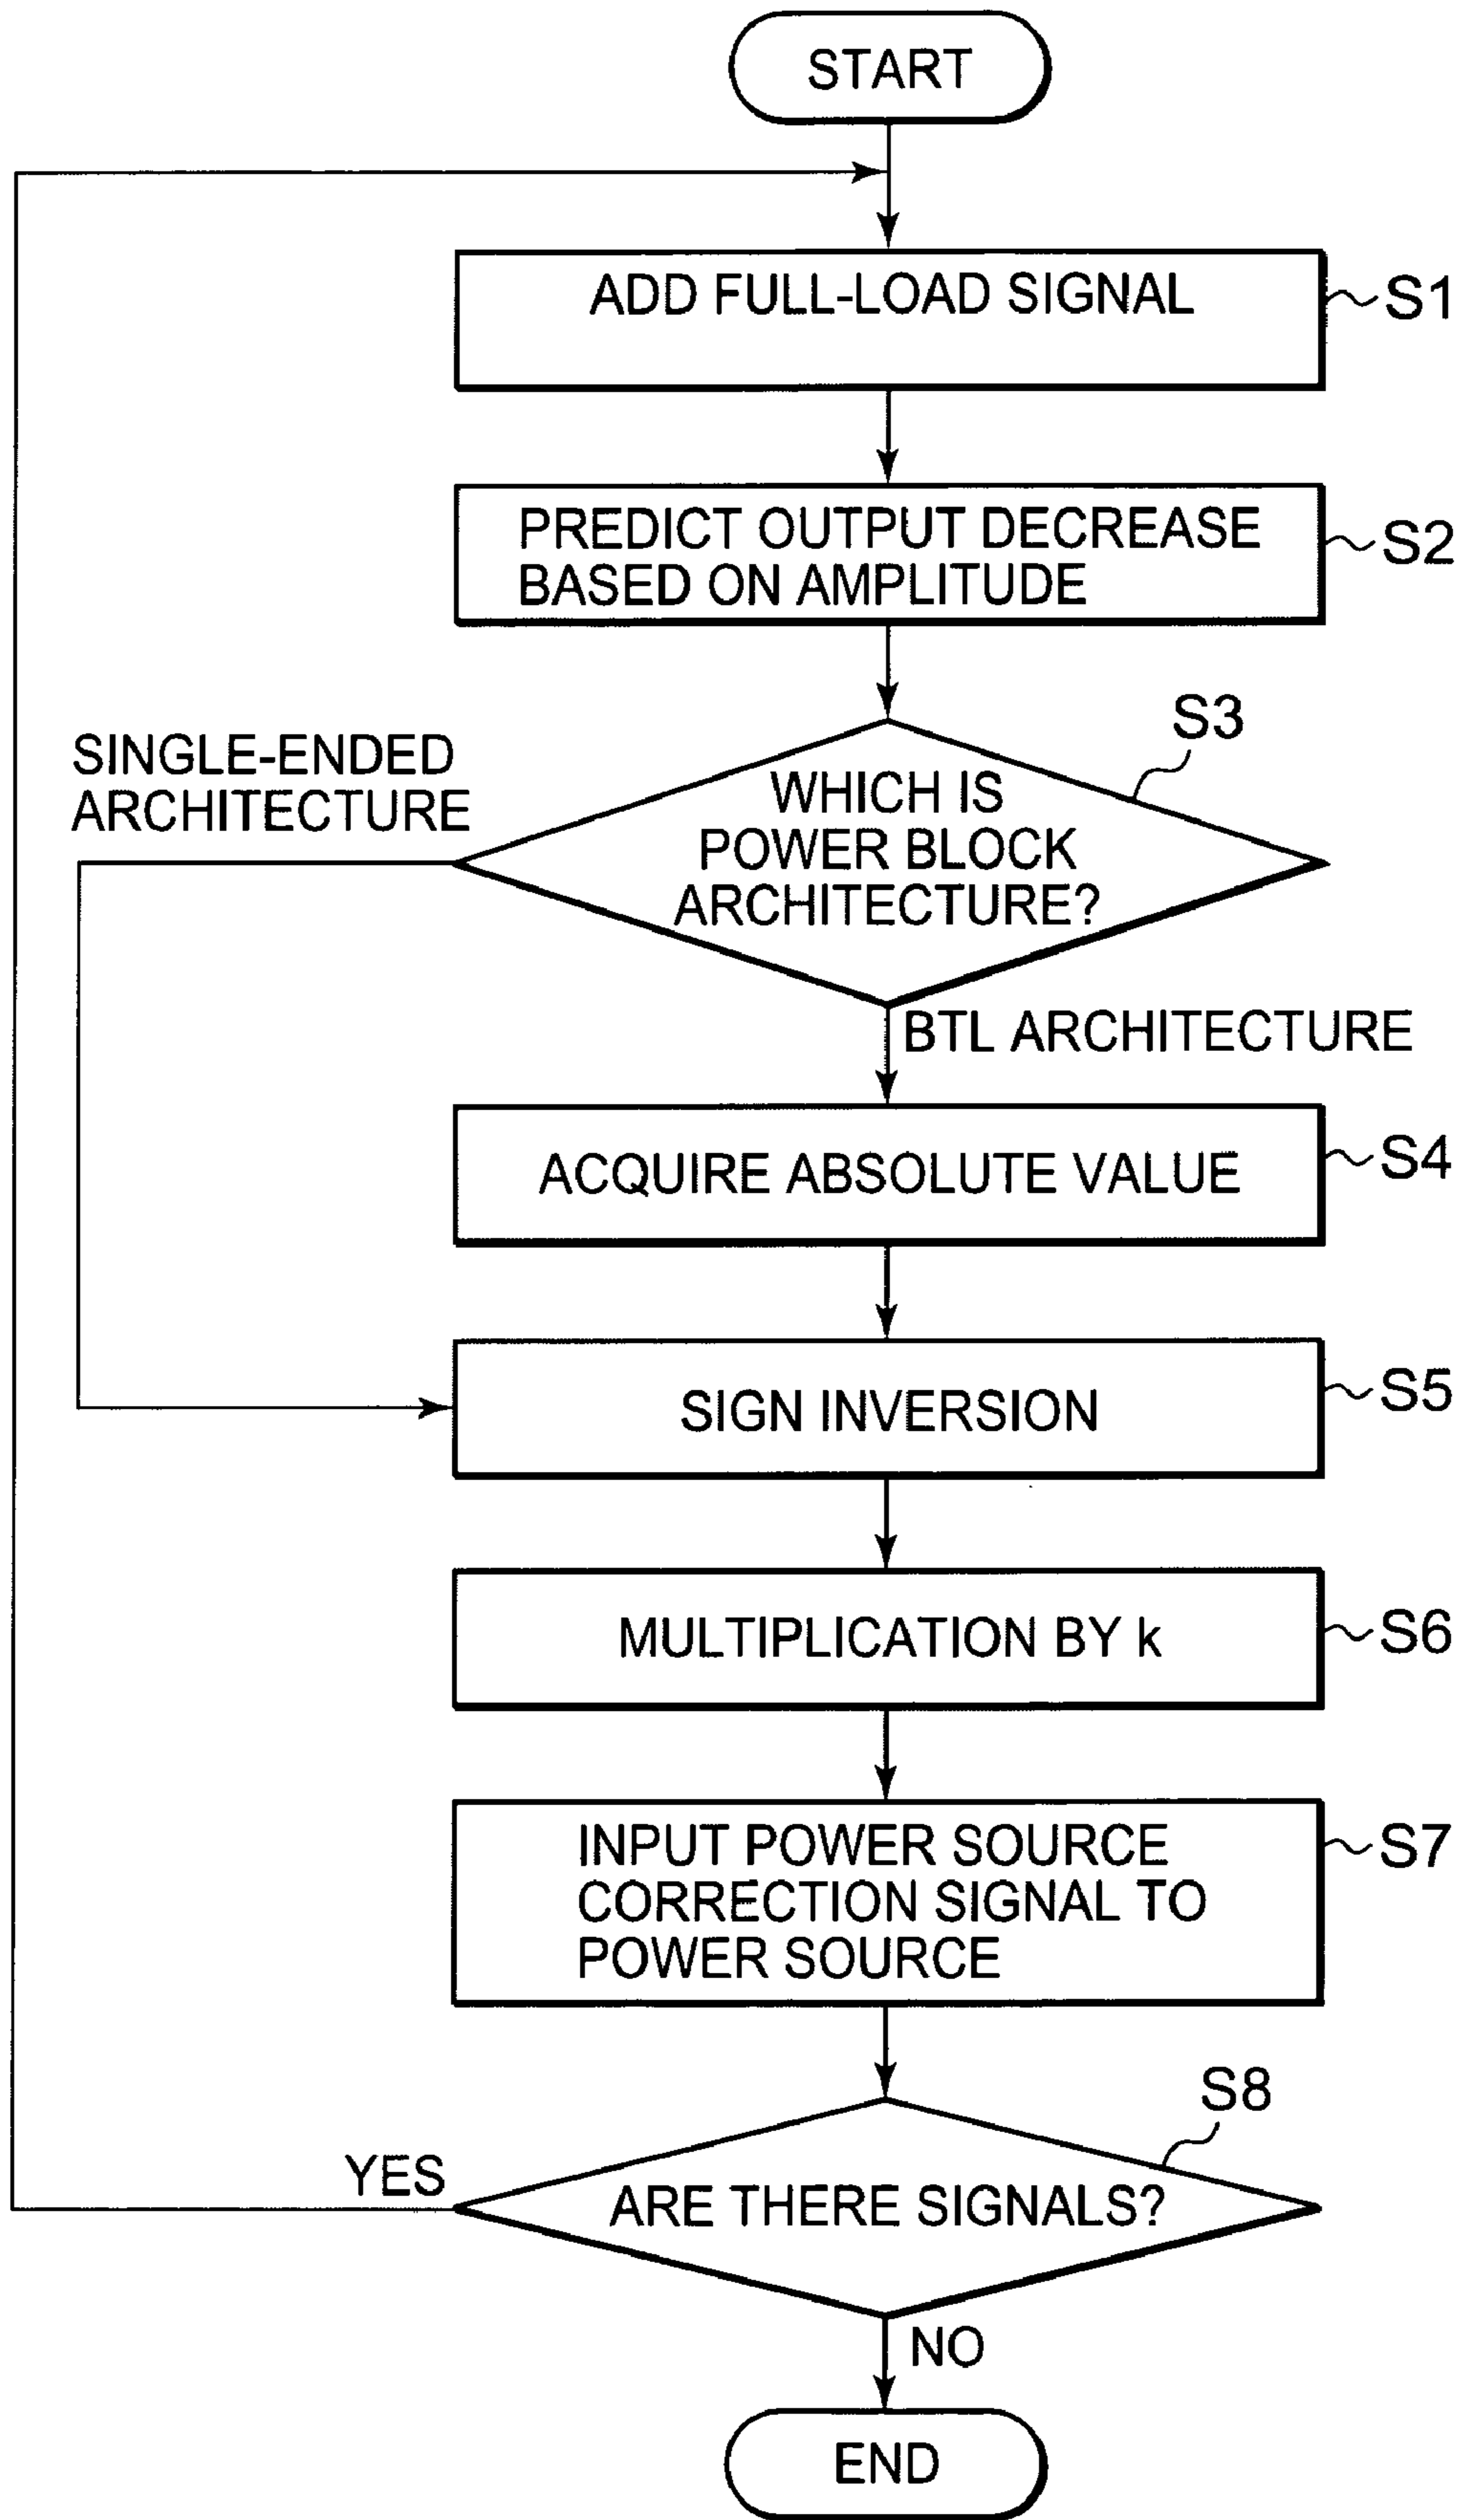 START
ADD FULL-LOAD SIGNAL
S1
PREDICT OUTPUT DECREASE
BASED ON AMPLITUDE
S2
S3
SINGLE-ENDED
ARCHITECTURE
WHICH IS
POWER BLOCK
ARCHITECTURE?
BTL ARCHITECTURE
ACQUIRE ABSOLUTE VALUE
S4
SIGN INVERSION
S5
MULTIPLICATION BY k
S6
INPUT POWER SOURCE
CORRECTION SIGNAL TO
POWER SOURCE
S7
S8
YES
ARE THERE SIGNALS?
NO
END